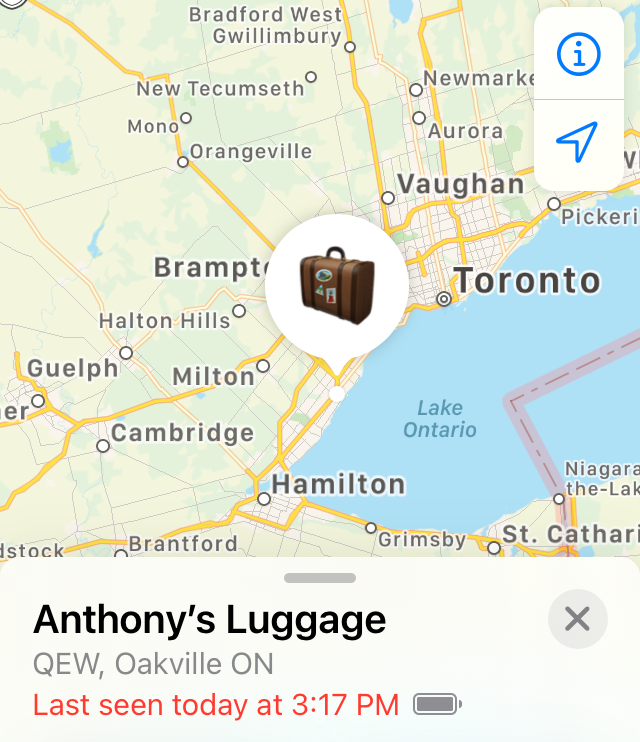 Bradford West
Gwillimbury
New Tecumseth
Newmarke
Mono
Aurora
Orangeville
Vaughan
Pickeri
Brampt
Toronto
Halton Hills
Guelph
Milton
er
Lake
Ontario
Cambridge
Niagara
the-Lak
Hamilton
Grimsby
St. Cathari
dstock
Brantford
Anthony’s Luggage
QEW, Oakville ON
Last seen today at 3:17 PM